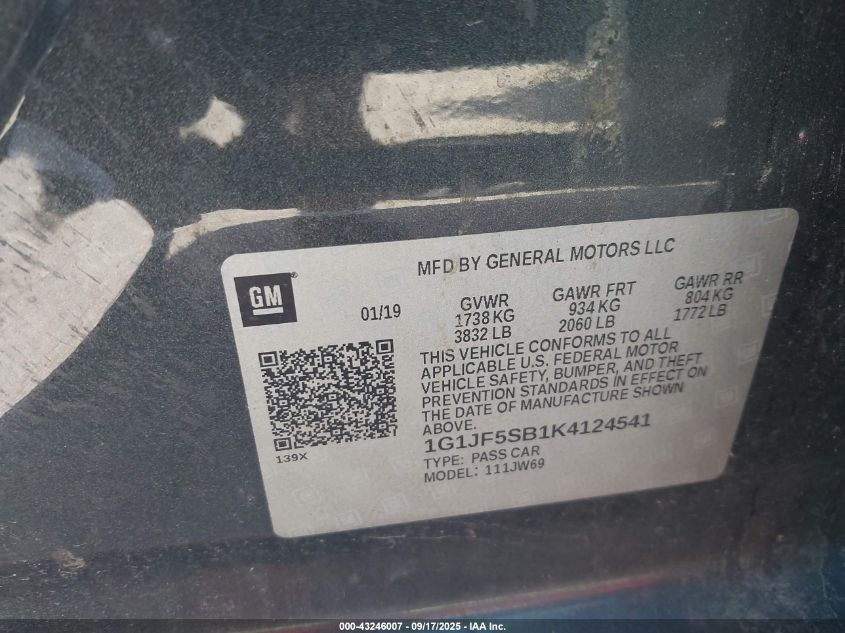 MFD BY GENERAL MOTORS LLC
GM
01/19
GVWR
1738 KG
3832 LB
GAWR FRT
934 KG
2060 LB
GAWR RR
804 KG
1772 LB
THIS VEHICLE CONFORMS TO ALL
APPLICABLE U.S. FEDERAL MOTOR
VEHICLE SAFETY, BUMPER, AND THEFT
PREVENTION STANDARDS IN EFFECT ON
THE DATE OF MANUFACTURE SHOWN
ABOVE.
1G1JF5SB1K4124541
TYPE: PASS CAR
MODEL: 111JW69
139X
000-43246007 - 09/17/2025 - IAA Inc.